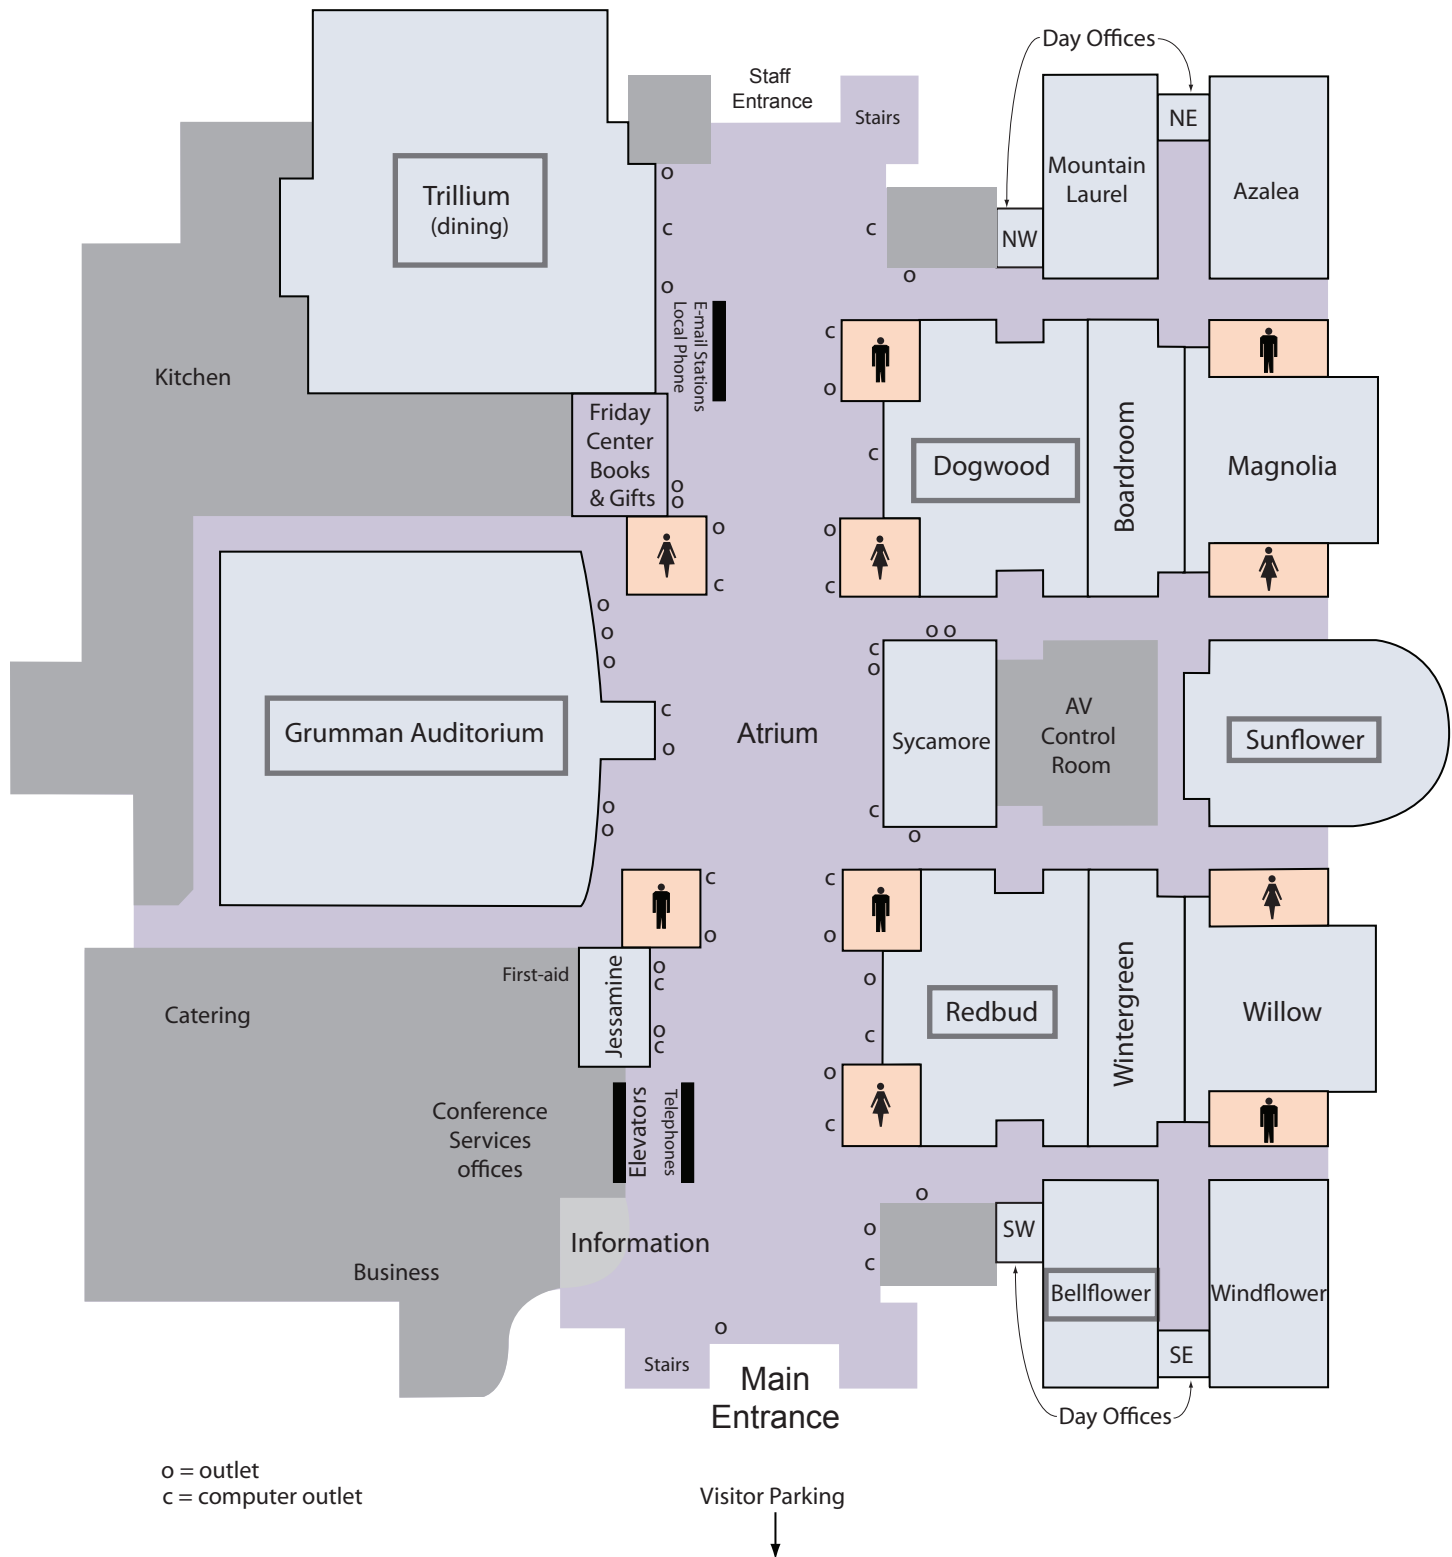 Day Offices
Staff
Entrance
Stairs
NE
Mountain
Laurel
Azalea
Trillium
(dining)
o
c
c
NW
o
o
E-mail Stations
Local Phone
c
Kitchen
o
Friday
Center
Books
& Gifts
c
Dogwood
Boardroom
Magnolia
o
o
o
o
c
c
o
o
o
o o
c
o
c
o
Grumman Auditorium
Atrium
Sycamore
AV
Control
Room
Sunflower
o
o
c
o
c
c
o
o
First-aid
Jessamine
o
c
o
c
o
c
Redbud
Wintergreen
Willow
Catering
o
c
Conference
Services
offices
Elevators
Telephones
o
Information
o
c
SW
Business
Bellflower
Windflower
o
Stairs
SE
Main
Entrance
Day Offices
o = outlet
c = computer outlet
Visitor Parking